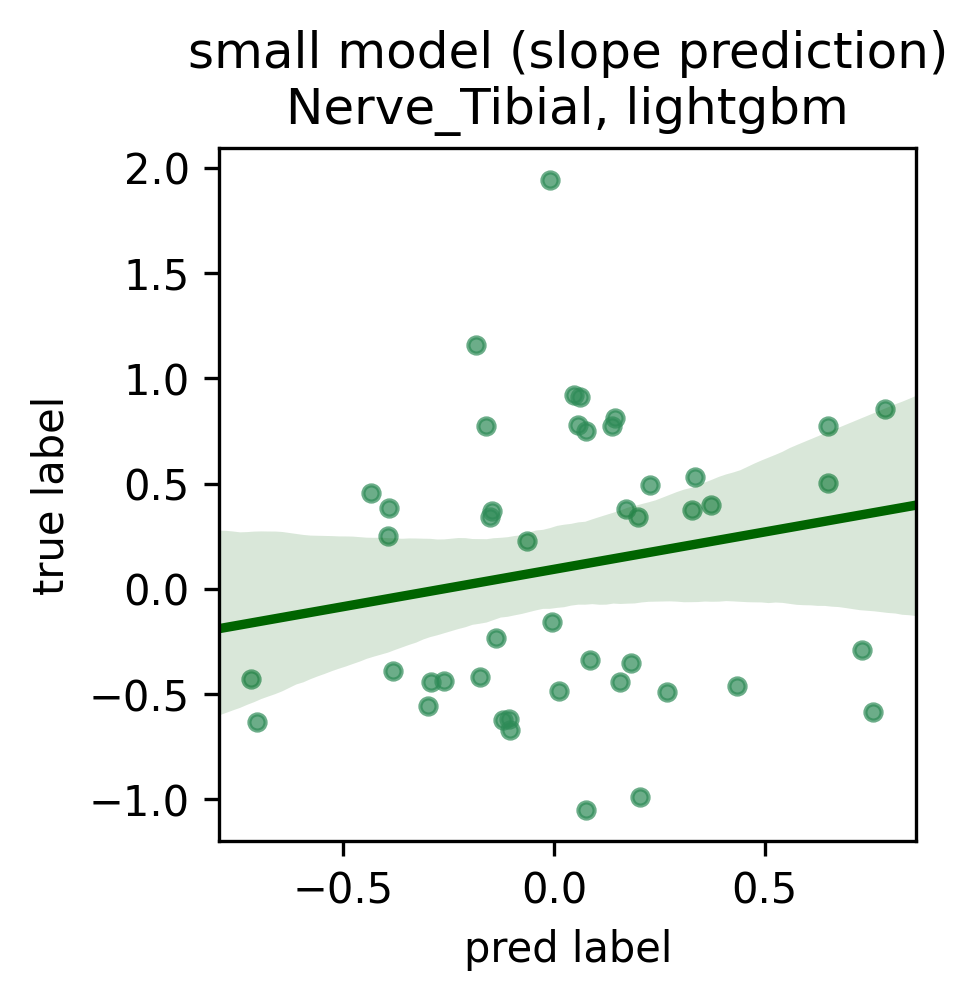 small model (slope prediction)
Nerve_Tibial, lightgbm
2.0
1.5
1.0
0.5
0.0
−0.5
−1.0
true label
−0.5
0.0
0.5
pred label